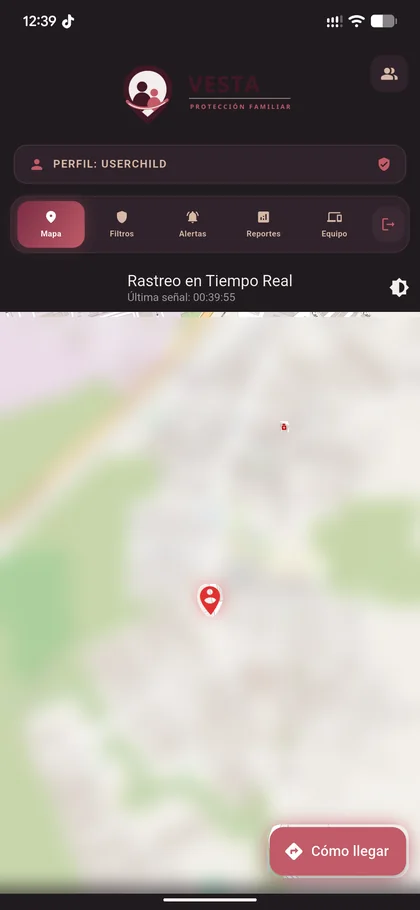 12:39
VESTA
PROTECCIÓN FAMILIAR
PERFIL: USERCHILD
Mapa
Filtros
Alertas
Reportes
Equipo
Rastreo en Tiempo Real
Última señal: 00:39:55
Cómo llegar